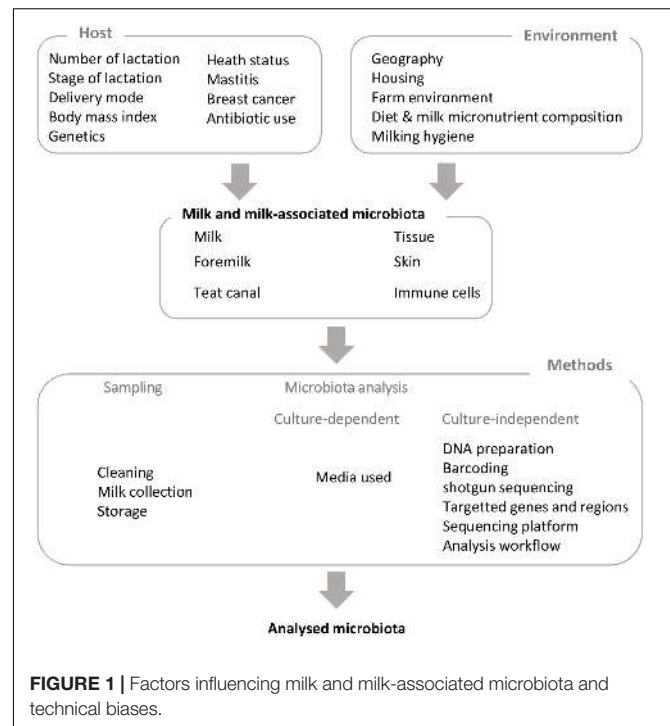 Host
Number of lactation
Stage of lactation
Delivery mode
Body mass index
Genetics
Heath status
Mastitis
Breast cancer
Antibiotic use
Environment
Geography
Housing
Farm environment
Diet & milk micronutrient composition
Milking hygiene
Milk and milk-associated microbiota
Milk
Foremilk
Teat canal
Tissue
Skin
Immune cells
Methods
Sampling
Cleaning
Milk collection
Storage
Microbiota analysis
Culture-dependent
Media used
Culture-independent
DNA preparation
Barcoding
shotgun sequencing
Targetted genes and regions
Sequencing platform
Analysis workflow
Analysed microbiota
FIGURE 1 | Factors influencing milk and milk-associated microbiota and
technical biases.